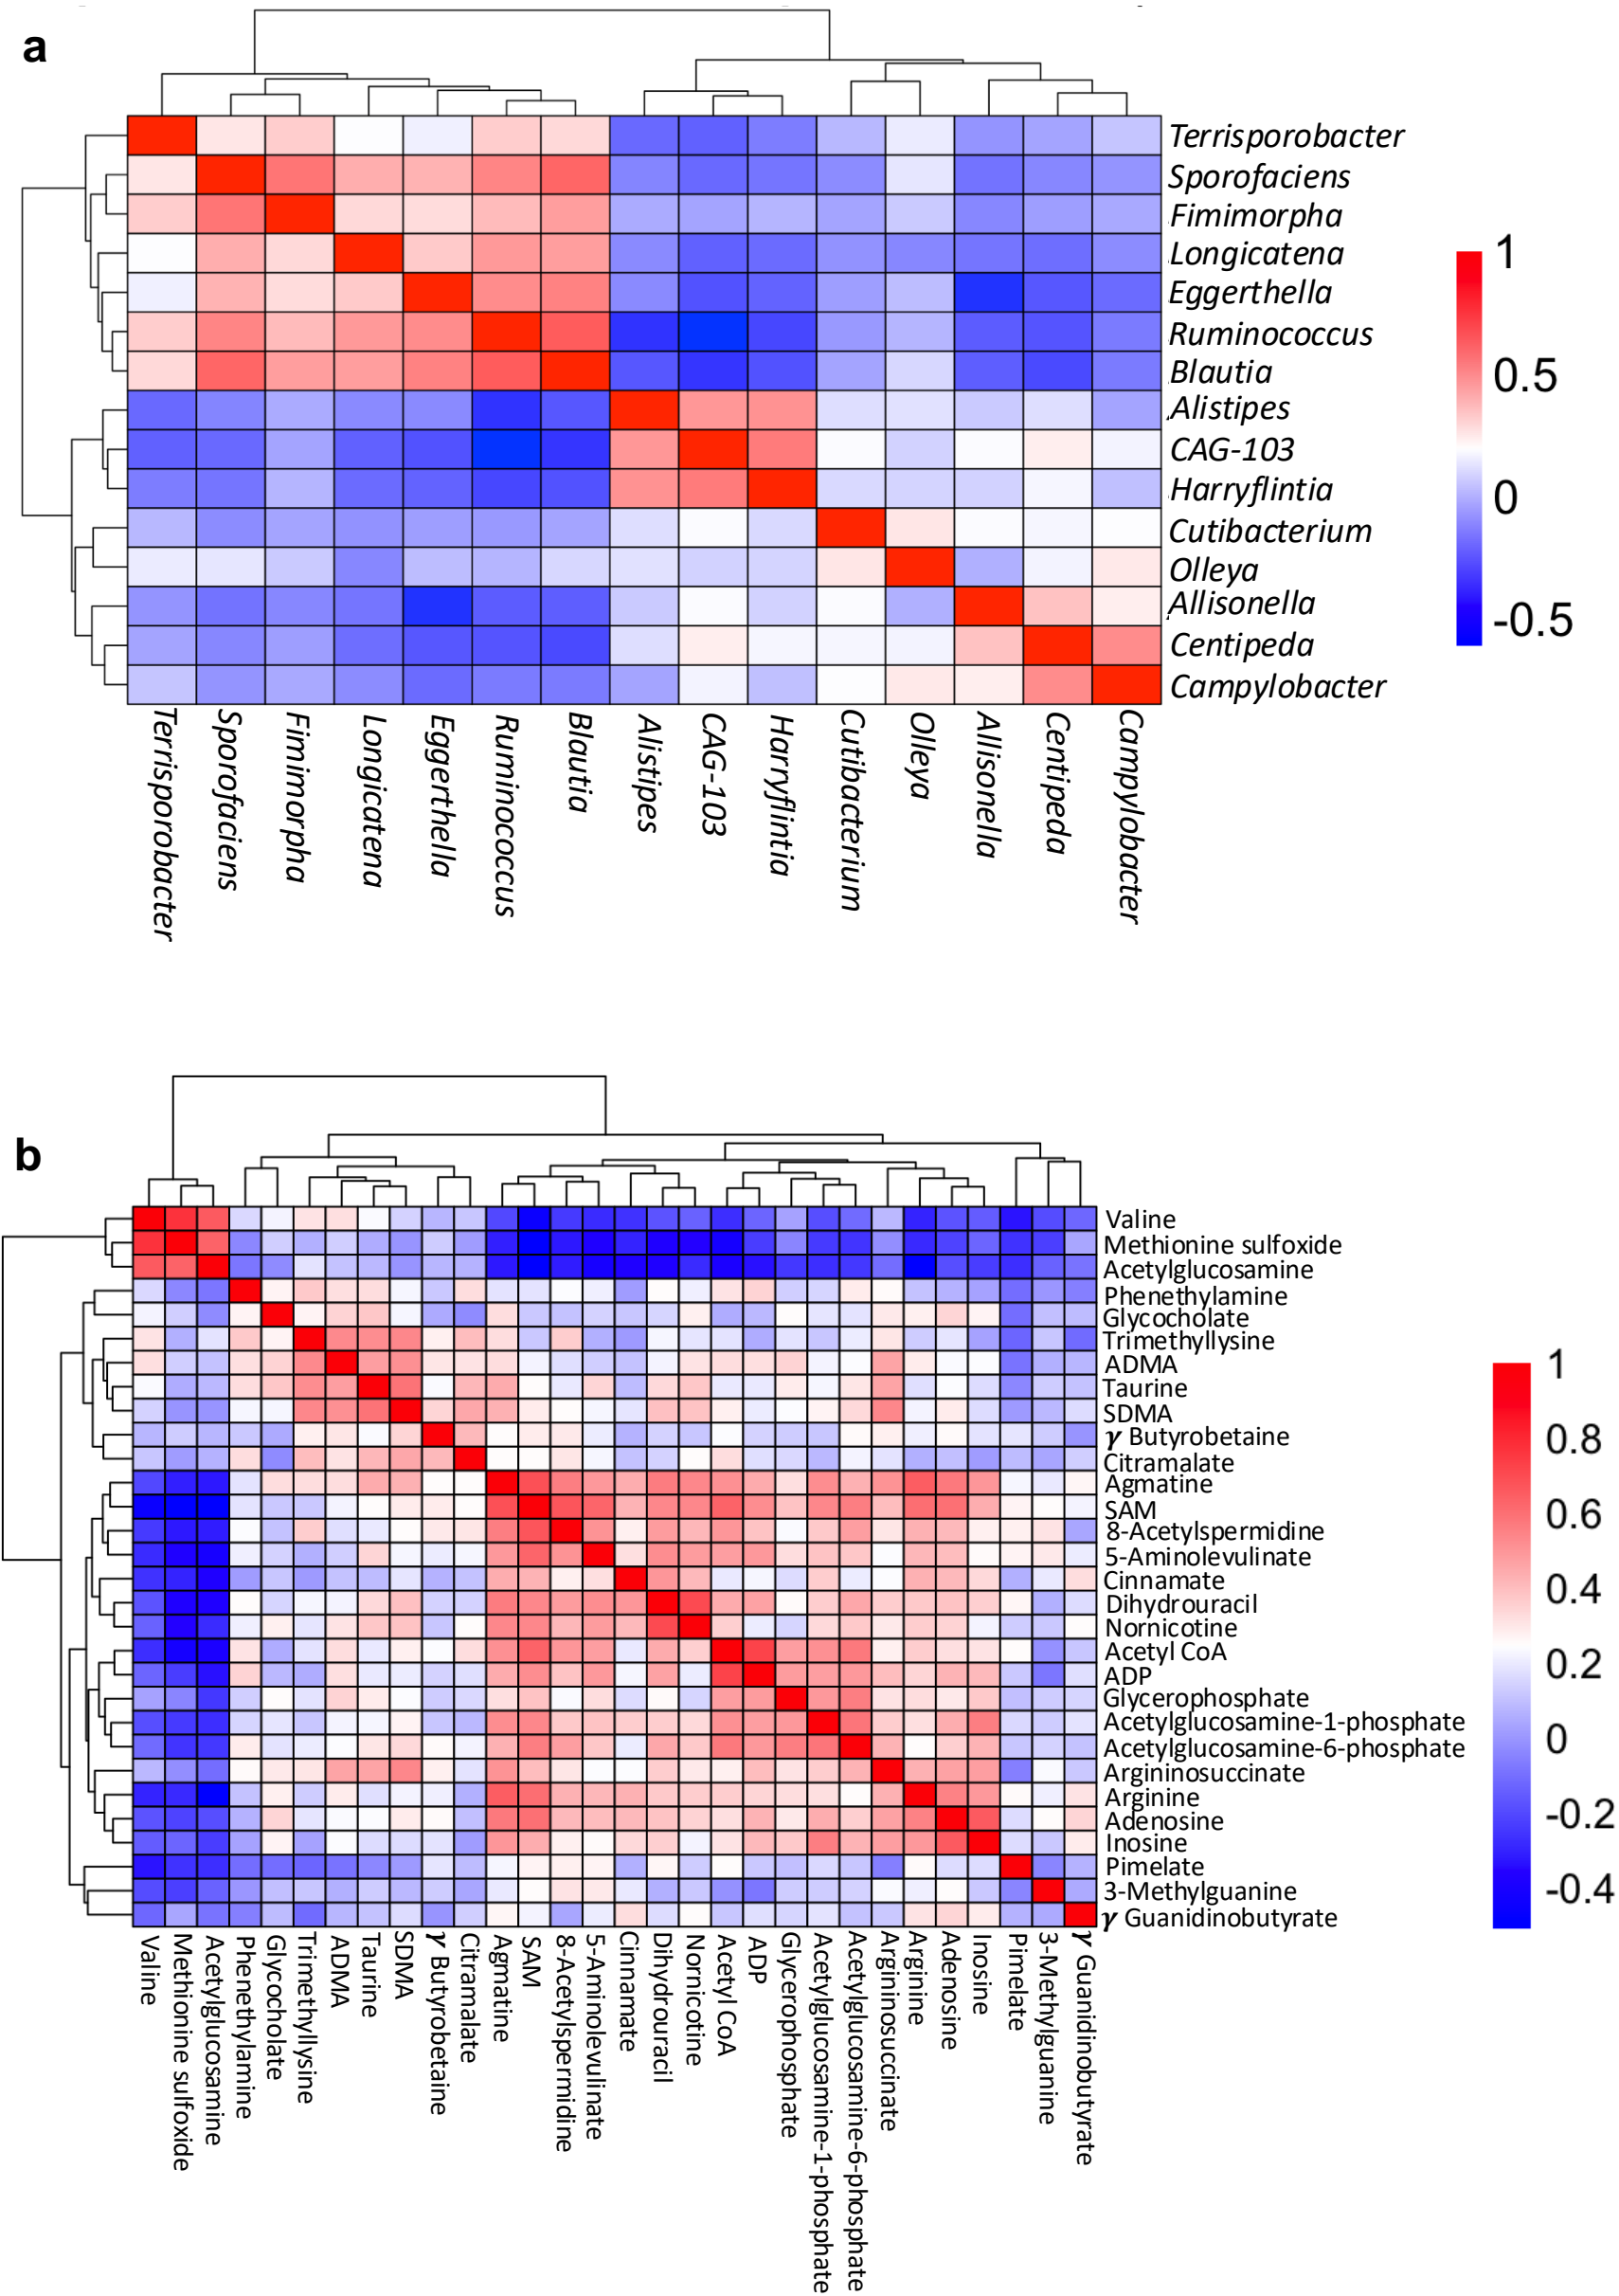 a
Terrisporobacter
Sporofaciens
Fimimorpha
Longicatena
Eggerthella
Ruminococcus
Blautia
Alistipes
CAG-103
Harryflintia
Cutibacterium
Olleya
Allisonella
Centipeda
Campylobacter
1
0.5
0
-0.5
Terrisporobacter
Sporofaciens
Fimimorpha
Longicatena
Eggerthella
Ruminococcus
Blautia
Alistipes
CAG-103
Harryflintia
Cutibacterium
Olleya
Allisonella
Centipeda
Campylobacter
b
Valine
Methionine sulfoxide
Acetylglucosamine
Phenethylamine
Glycocholate
Trimethyllysine
ADMA
Taurine
SDMA
γ Butyrobetaine
Citramalate
Agmatine
SAM
8-Acetylspermidine
5-Aminolevulinate
Cinnamate
Dihydrouracil
Nornicotine
Acetyl CoA
ADP
Glycerophosphate
Acetylglucosamine-1-phosphate
Acetylglucosamine-6-phosphate
Argininosuccinate
Arginine
Adenosine
Inosine
Pimelate
3-Methylguanine
γ Guanidinobutyrate
1
0.8
0.6
0.4
0.2
0
-0.2
-0.4
Valine
Methionine sulfoxide
Acetylglucosamine
Phenethylamine
Glycocholate
Trimethyllysine
ADMA
Taurine
SDMA
γ Butyrobetaine
Citramalate
Agmatine
SAM
8-Acetylspermidine
5-Aminolevulinate
Cinnamate
Dihydrouracil
Nornicotine
Acetyl CoA
ADP
Glycerophosphate
Acetylglucosamine-1-phosphate
Acetylglucosamine-6-phosphate
Argininosuccinate
Arginine
Adenosine
Inosine
Pimelate
3-Methylguanine
γ Guanidinobutyrate